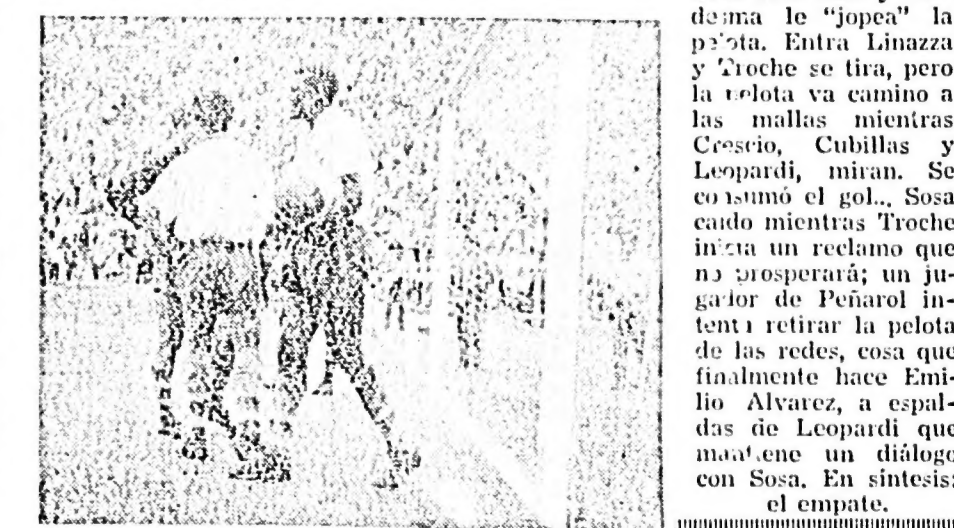 desma le "jopea" la
pelota. Entra Linazza
y Troche se tira, pero
la pelota va camino a
las mallas mientras
Crescio, Cubillas y
Leopardi, miran. Se
consumó el gol... Sosa
caido mientras Troche
inicia un reclamo que
no prosperará; un ju-
gador de Peñarol in-
tenta retirar la pelota
de las redes, cosa que
finalmente hace Emi-
lio Alvarez, a espal-
das de Leopardi que
mantiene un diálogo
con Sosa. En síntesis:
el empate.